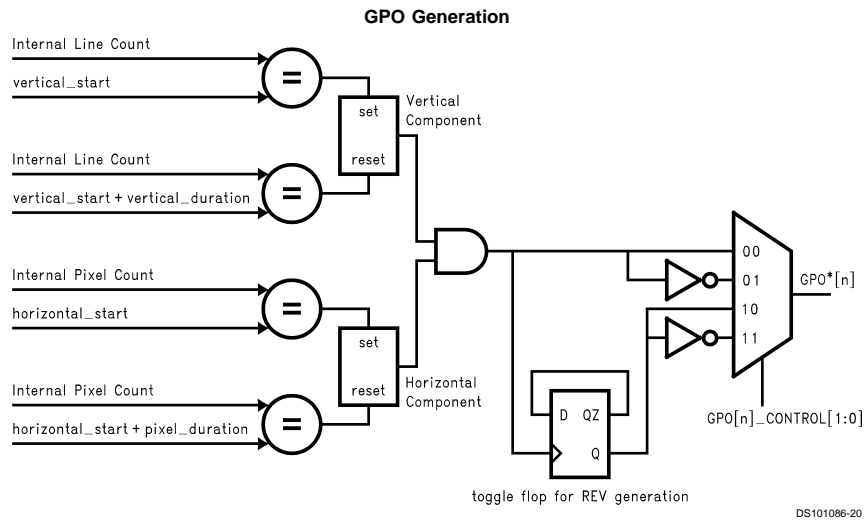 GPO Generation
Internal Line Count
vertical_start
=
set
reset
Vertical
Component
Internal Line Count
vertical_start + vertical_duration
=
Internal Pixel Count
horizontal_start
=
set
reset
Horizontal
Component
Internal Pixel Count
horizontal_start + pixel_duration
=
00
01
10
11
GPO*[n]
GPO[n]_CONTROL[1:0]
D QZ
Q
toggle flop for REV generation
DS101086-20